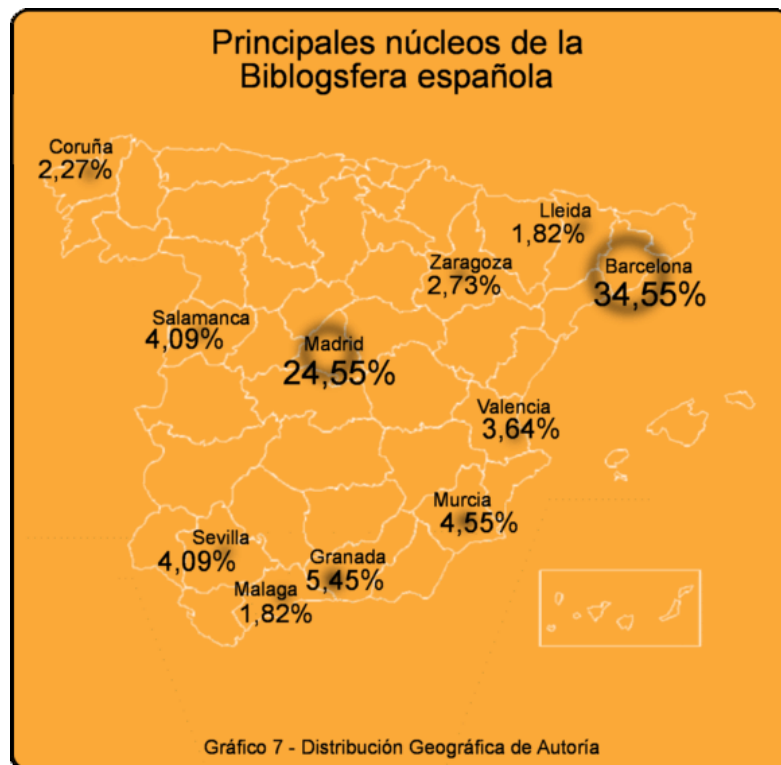 Principales núcleos de la
Biblogsfera española
Coruña
2,27%
Lleida
1,82%
Zaragoza
2,73%
Barcelona
34,55%
Salamanca
4,09%
Madrid
24,55%
Valencia
3,64%
Murcia
4,55%
Sevilla
4,09%
Granada
5,45%
Malaga
1,82%
Gráfico 7 - Distribución Geográfica de Autoría